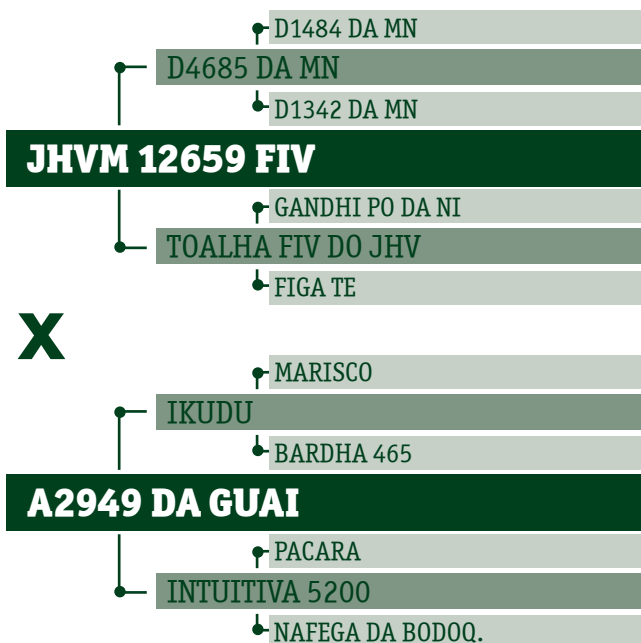 D1484 DA MN
D4685 DA MN
D1342 DA MN
JHVM 12659 FIV
GANDHI PO DA NI
TOALHA FIV DO JHV
FIGA TE
X
MARISCO
IKUDU
BARDHA 465
A2949 DA GUAI
PACARA
INTUITIVA 5200
NAFEGA DA BODOQ.